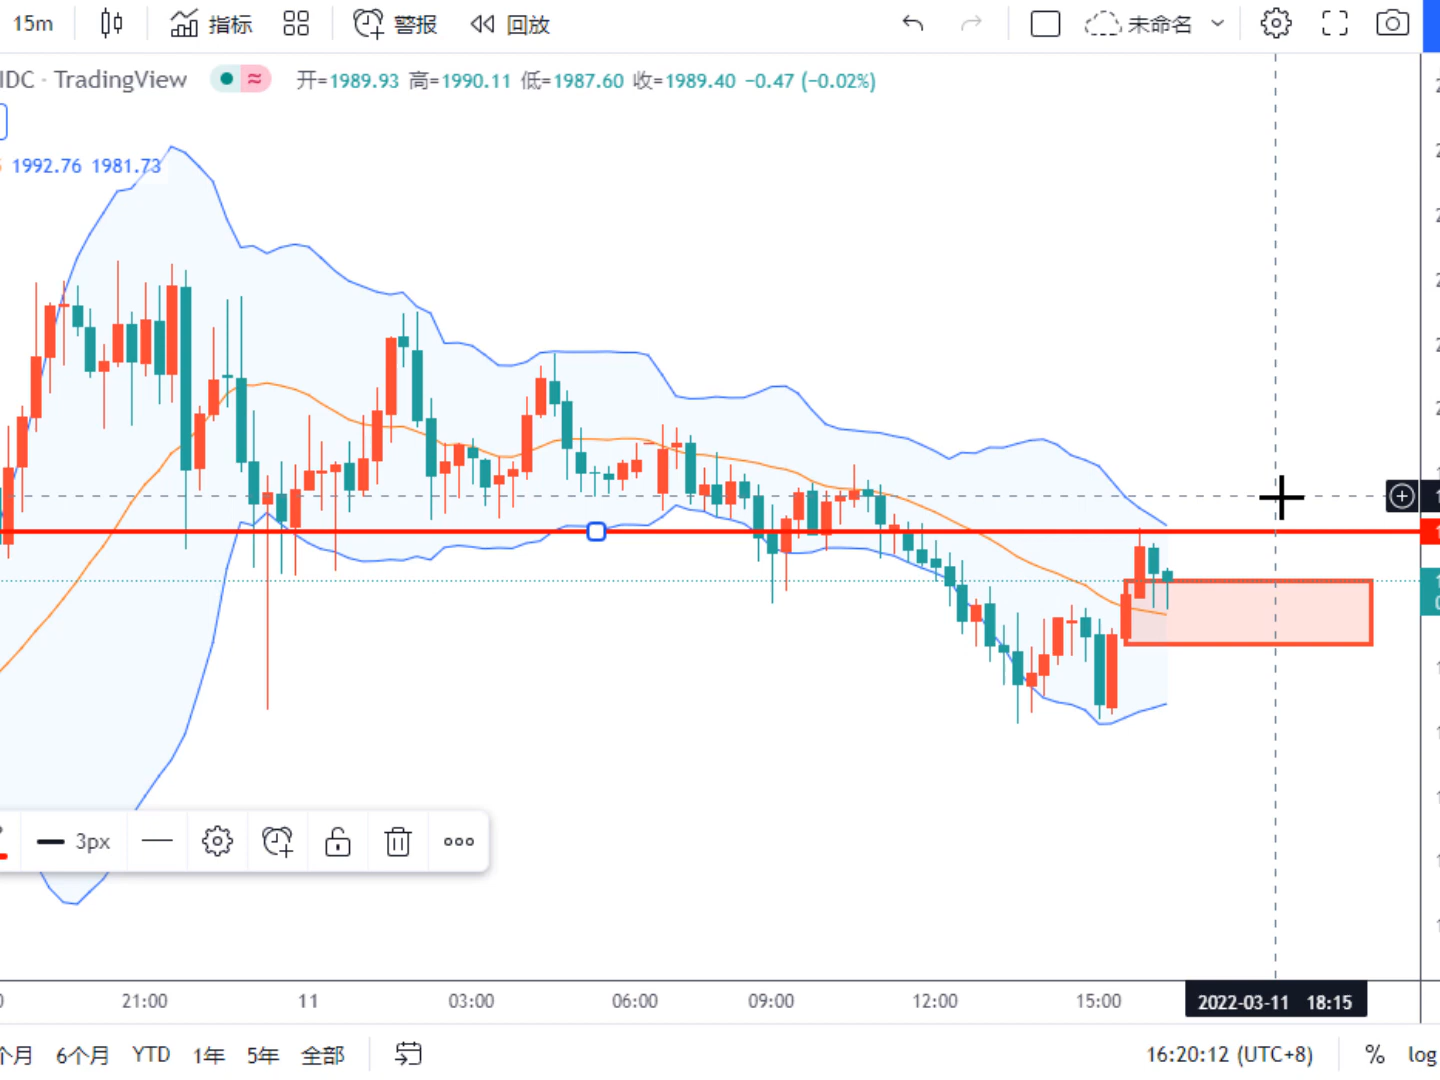 15m 指标 警报 回放 未命名
IDC · TradingView 开=1989.93 高=1990.11 低=1987.60 收=1989.40 −0.47 (−0.02%)
1992.76 1981.73
3px
21:00 11 03:00 06:00 09:00 12:00 15:00 2022-03-11 18:15
个月 6个月 YTD 1年 5年 全部 16:20:12 (UTC+8) % log